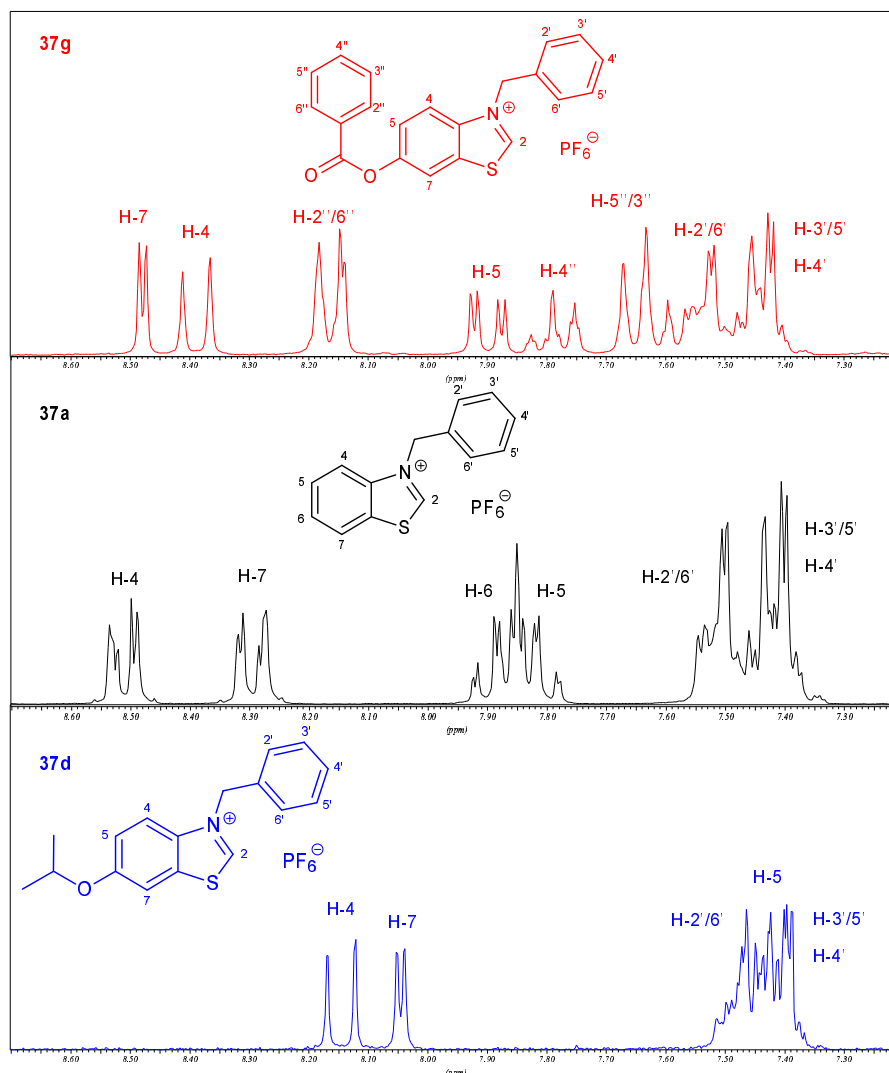 37g
4''
5''
3''
6''
2''
O
O
4
5
7
N
⊕
S
2
2'
3'
4'
5'
6'
PF6⊖
H-7
H-4
H-2''/6''
H-5
H-4''
H-5''/3''
H-2'/6'
H-3'/5'
H-4'
8.60 8.50 8.40 8.30 8.20 8.10 8.00 7.90 7.80 7.70 7.60 7.50 7.40 7.30
(ppm)
37a
4
5
6
7
N
⊕
S
2
2'
3'
4'
5'
6'
PF6⊖
H-4
H-7
H-6
H-5
H-2'/6'
H-3'/5'
H-4'
8.60 8.50 8.40 8.30 8.20 8.10 8.00 7.90 7.80 7.70 7.60 7.50 7.40 7.30
(ppm)
37d
O
4
5
7
N
⊕
S
2
2'
3'
4'
5'
6'
PF6⊖
H-4
H-7
H-5
H-2'/6'
H-3'/5'
H-4'
8.60 8.50 8.40 8.30 8.20 8.10 8.00 7.90 7.80 7.70 7.60 7.50 7.40 7.30
(ppm)